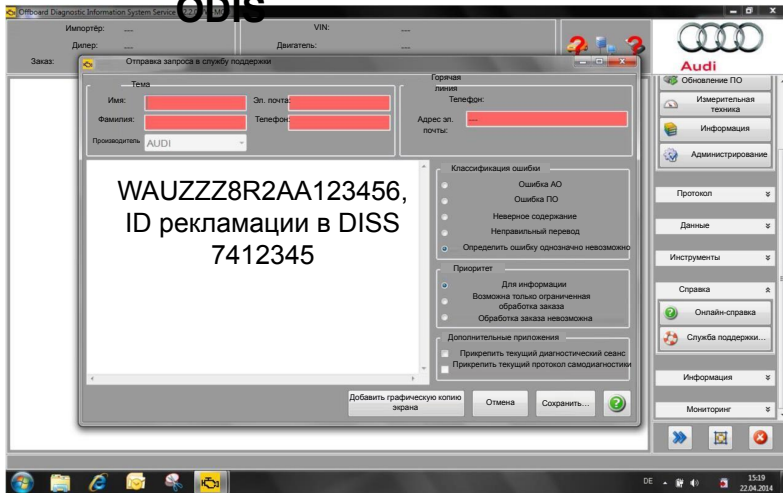 ODIS
Offboard Diagnostic Information System Service
Импортёр: ---- VIN: ----
Дилер: ---- Двигатель: ----
Заказ:
Audi
Отправка запроса в службу поддержки
Тема
Имя: Эл. почта:
Фамилия: Телефон:
Производитель AUDI
Горячая
линия
Телефон:
Адрес эл.
почты:
----
WAUZZZ8R2AA123456,
ID рекламации в DISS
7412345
Классификация ошибки
Ошибка АО
Ошибка ПО
Неверное содержание
Неправильный перевод
Определить ошибку однозначно невозможно
Приоритет
Для информации
Возможна только ограниченная
обработка заказа
Обработка заказа невозможна
Дополнительные приложения
Прикрепить текущий диагностический сеанс
Прикрепить текущий протокол самодиагностики
Добавить графическую копию
экрана
Отмена
Сохранить...
Обновление ПО
Измерительная
техника
Информация
Администрирование
Протокол
Данные
Инструменты
Справка
Онлайн-справка
Служба поддержки...
Информация
Мониторинг
DE
15:19
22.04.2014